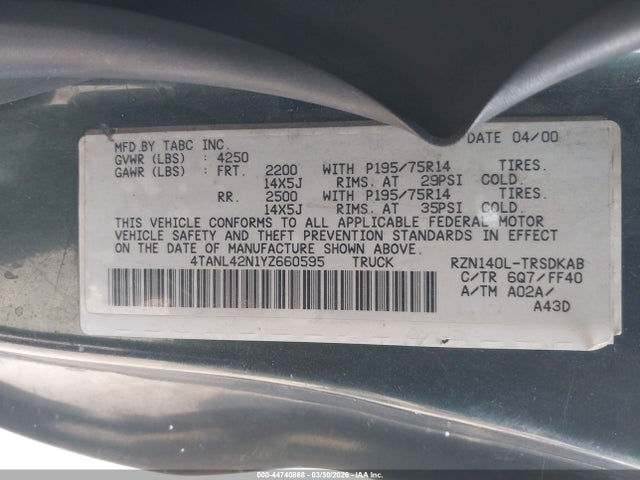 MFD.BY TABC INC. DATE 04/00
GVWR (LBS) : 4250
GAWR (LBS) : FRT. 2200 WITH P195/75R14 TIRES.
14X5J RIMS. AT 29PSI COLD.
RR. 2500 WITH P195/75R14 TIRES.
14X5J RIMS. AT 35PSI COLD.
THIS VEHICLE CONFORMS TO ALL APPLICABLE FEDERAL MOTOR
VEHICLE SAFETY AND THEFT PREVENTION STANDARDS IN EFFECT
ON THE DATE OF MANUFACTURE SHOWN ABOVE.
4TANL42N1YZ660595 TRUCK RZN140L-TRSDKAB
C/TR 6Q7/FF40
A/TM A02A/
A43D
000-44740868 - 03/30/2026 - IAAI.com